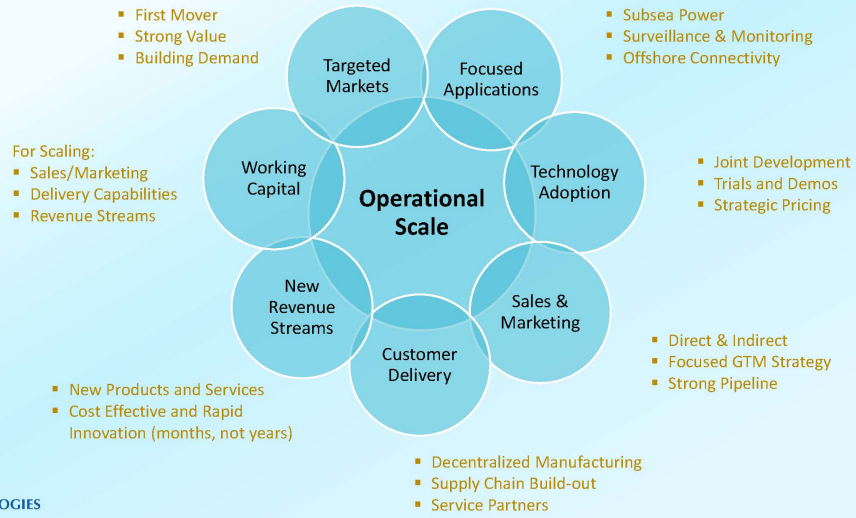 ▪ First Mover
▪ Strong Value
▪ Building Demand
▪ Subsea Power
▪ Surveillance & Monitoring
▪ Offshore Connectivity
Targeted
Markets
Focused
Applications
For Scaling:
▪ Sales/Marketing
▪ Delivery Capabilities
▪ Revenue Streams
Working
Capital
Operational
Scale
Technology
Adoption
▪ Joint Development
▪ Trials and Demos
▪ Strategic Pricing
New
Revenue
Streams
Sales &
Marketing
Customer
Delivery
▪ Direct & Indirect
▪ Focused GTM Strategy
▪ Strong Pipeline
▪ New Products and Services
▪ Cost Effective and Rapid
Innovation (months, not years)
▪ Decentralized Manufacturing
▪ Supply Chain Build-out
▪ Service Partners
OGIES